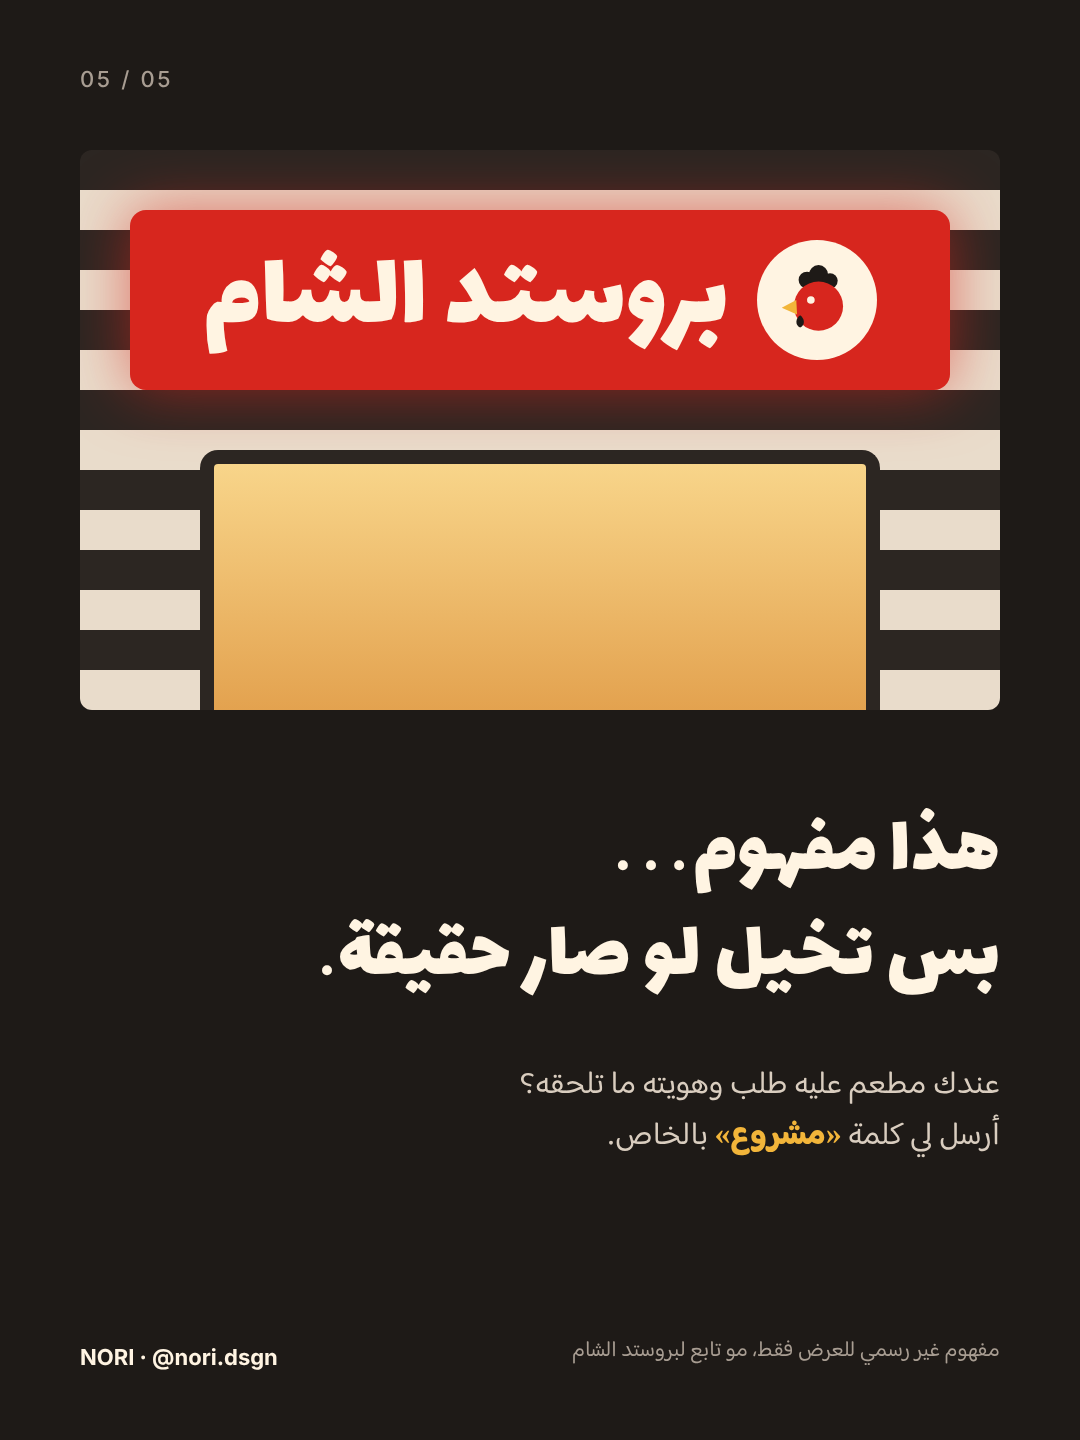 05 / 05
بروستد الشام
هذا مفهوم...
بس تخيل لو صار حقيقة.
عندك مطعم عليه طلب وهويته ما تلحقه؟
أرسل لي كلمة «مشروع» بالخاص.
مفهوم غير رسمي للعرض فقط، مو تابع لبروستد الشام
NORI · @nori.dsgn